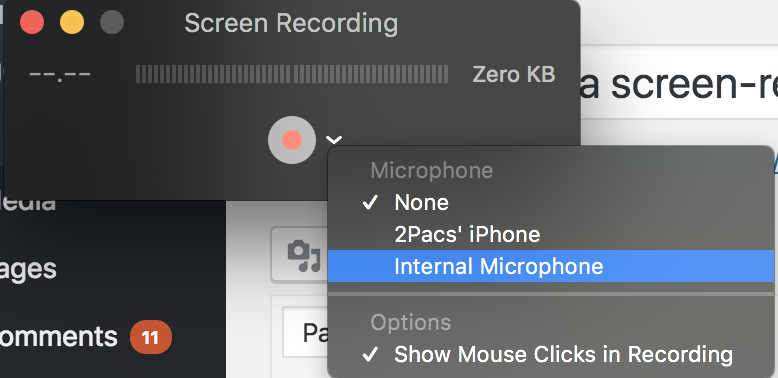 Screen Recording
--.-- Zero KB
a screen-re
Microphone
✓ None
2Pacs' iPhone
Internal Microphone
Options
✓ Show Mouse Clicks in Recording
edia
ages
omments 11
Pa